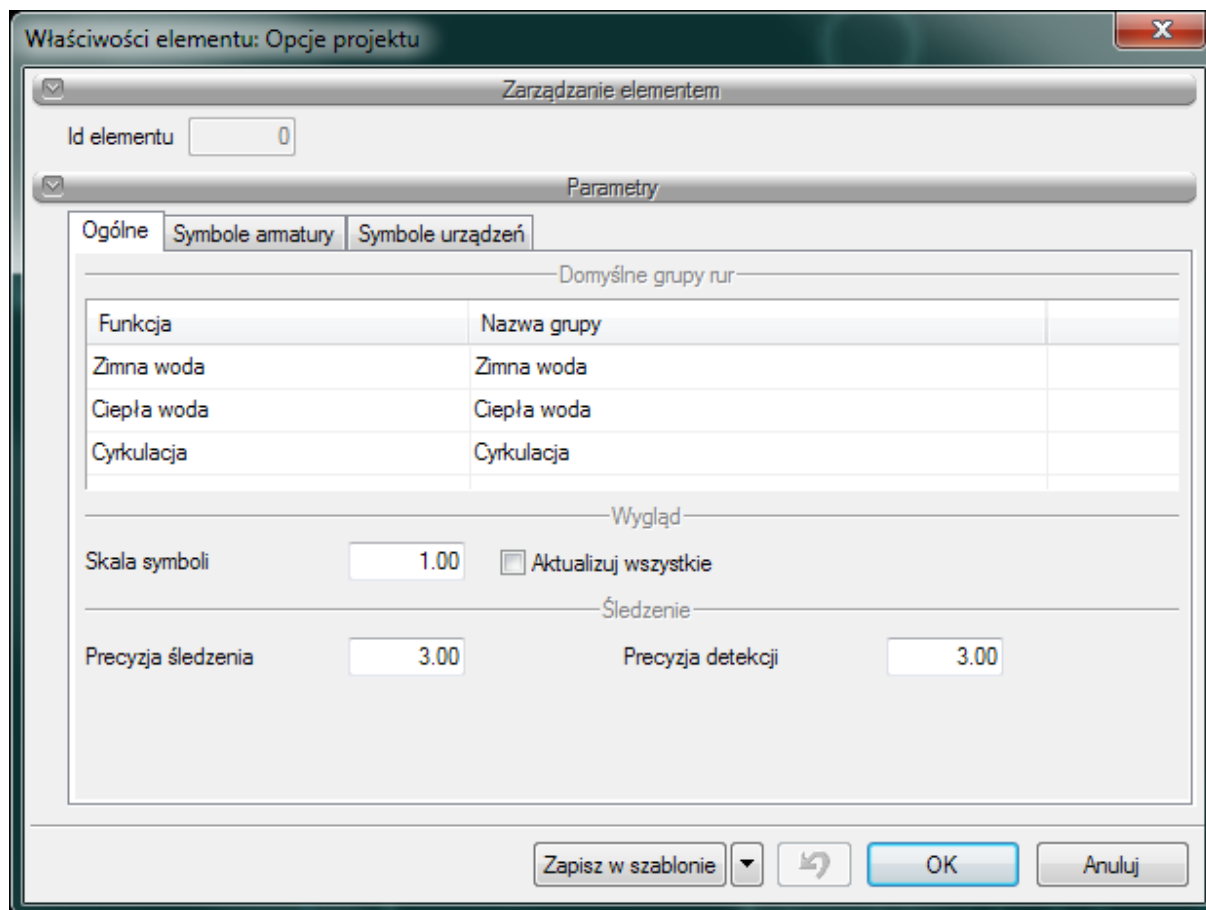 Właściwości elementu: Opcje projektu
Zarządzanie elementem
Id elementu 0
Parametry
Ogólne Symbole armatury Symbole urządzeń
Domyślne grupy rur
Funkcja Nazwa grupy
Zimna woda Zimna woda
Ciepła woda Ciepła woda
Cyrkulacja Cyrkulacja
Wygląd
Skala symboli 1.00 Aktualizuj wszystkie
Śledzenie
Precyzja śledzenia 3.00 Precyzja detekcji 3.00
Zapisz w szablonie OK Anuluj